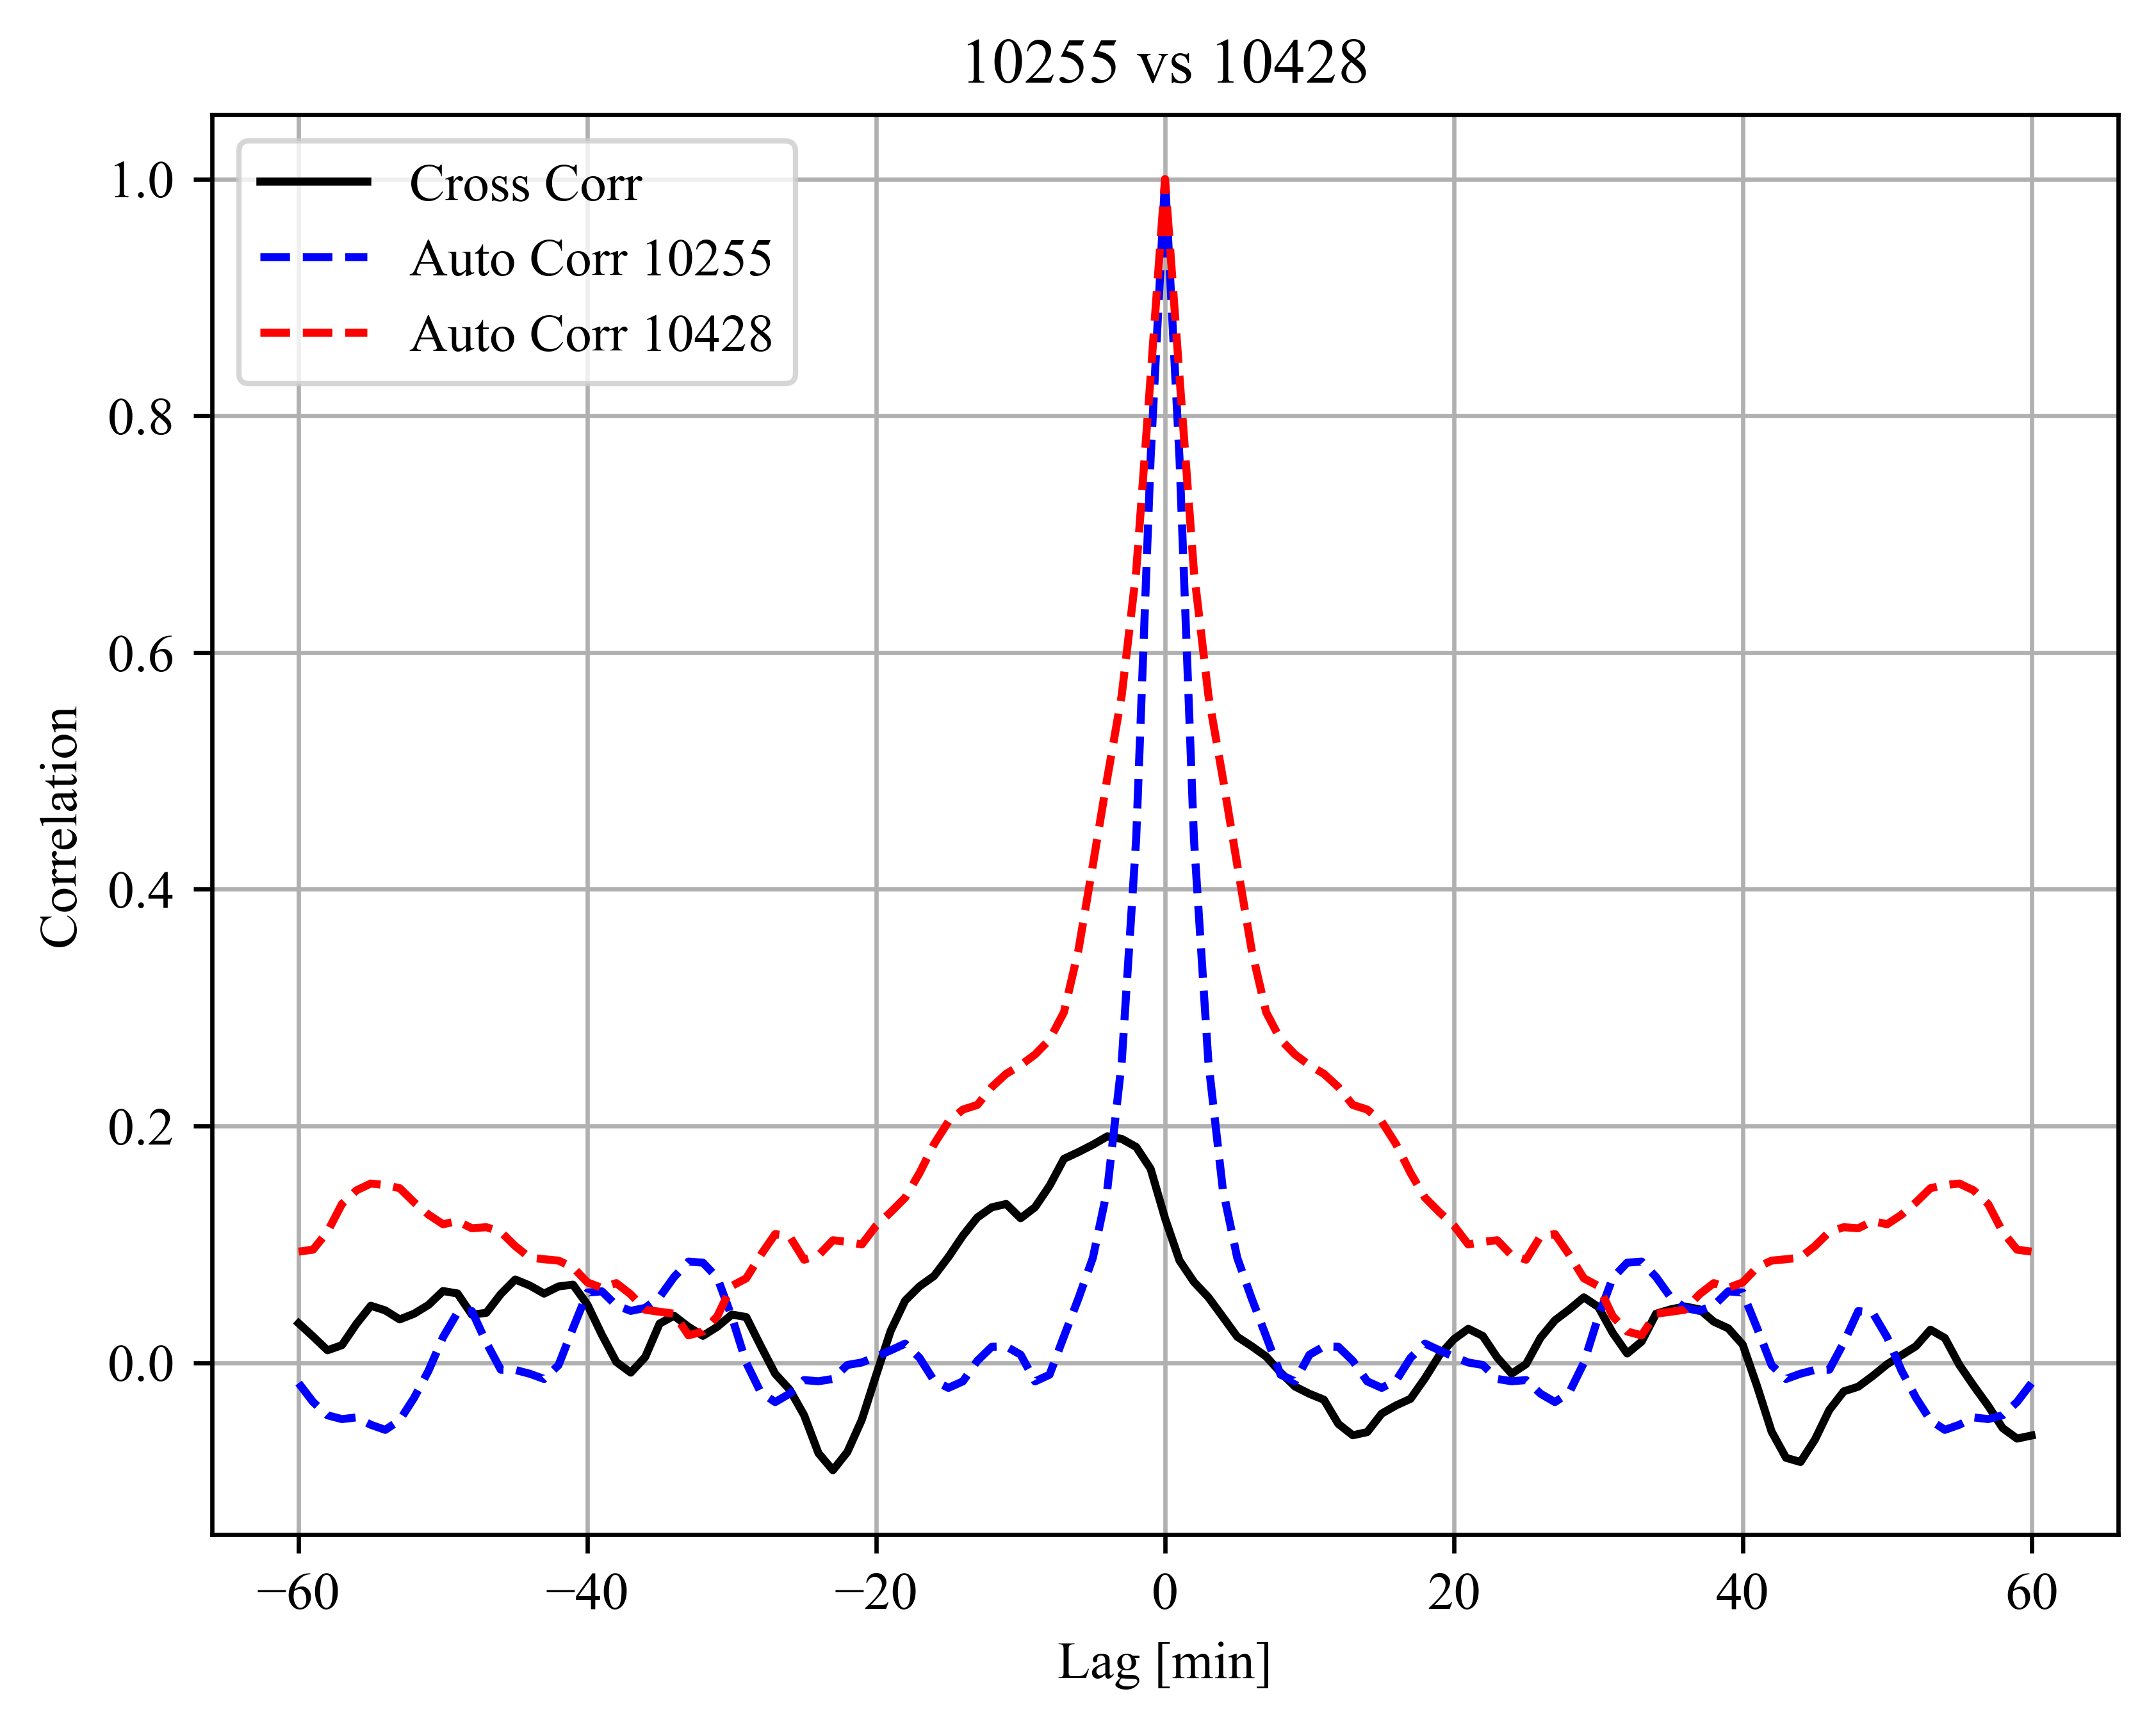 10255 vs 10428
Cross Corr
Auto Corr 10255
Auto Corr 10428
1.0
0.8
0.6
0.4
0.2
0.0
Correlation
−60 −40 −20 0 20 40 60
Lag [min]